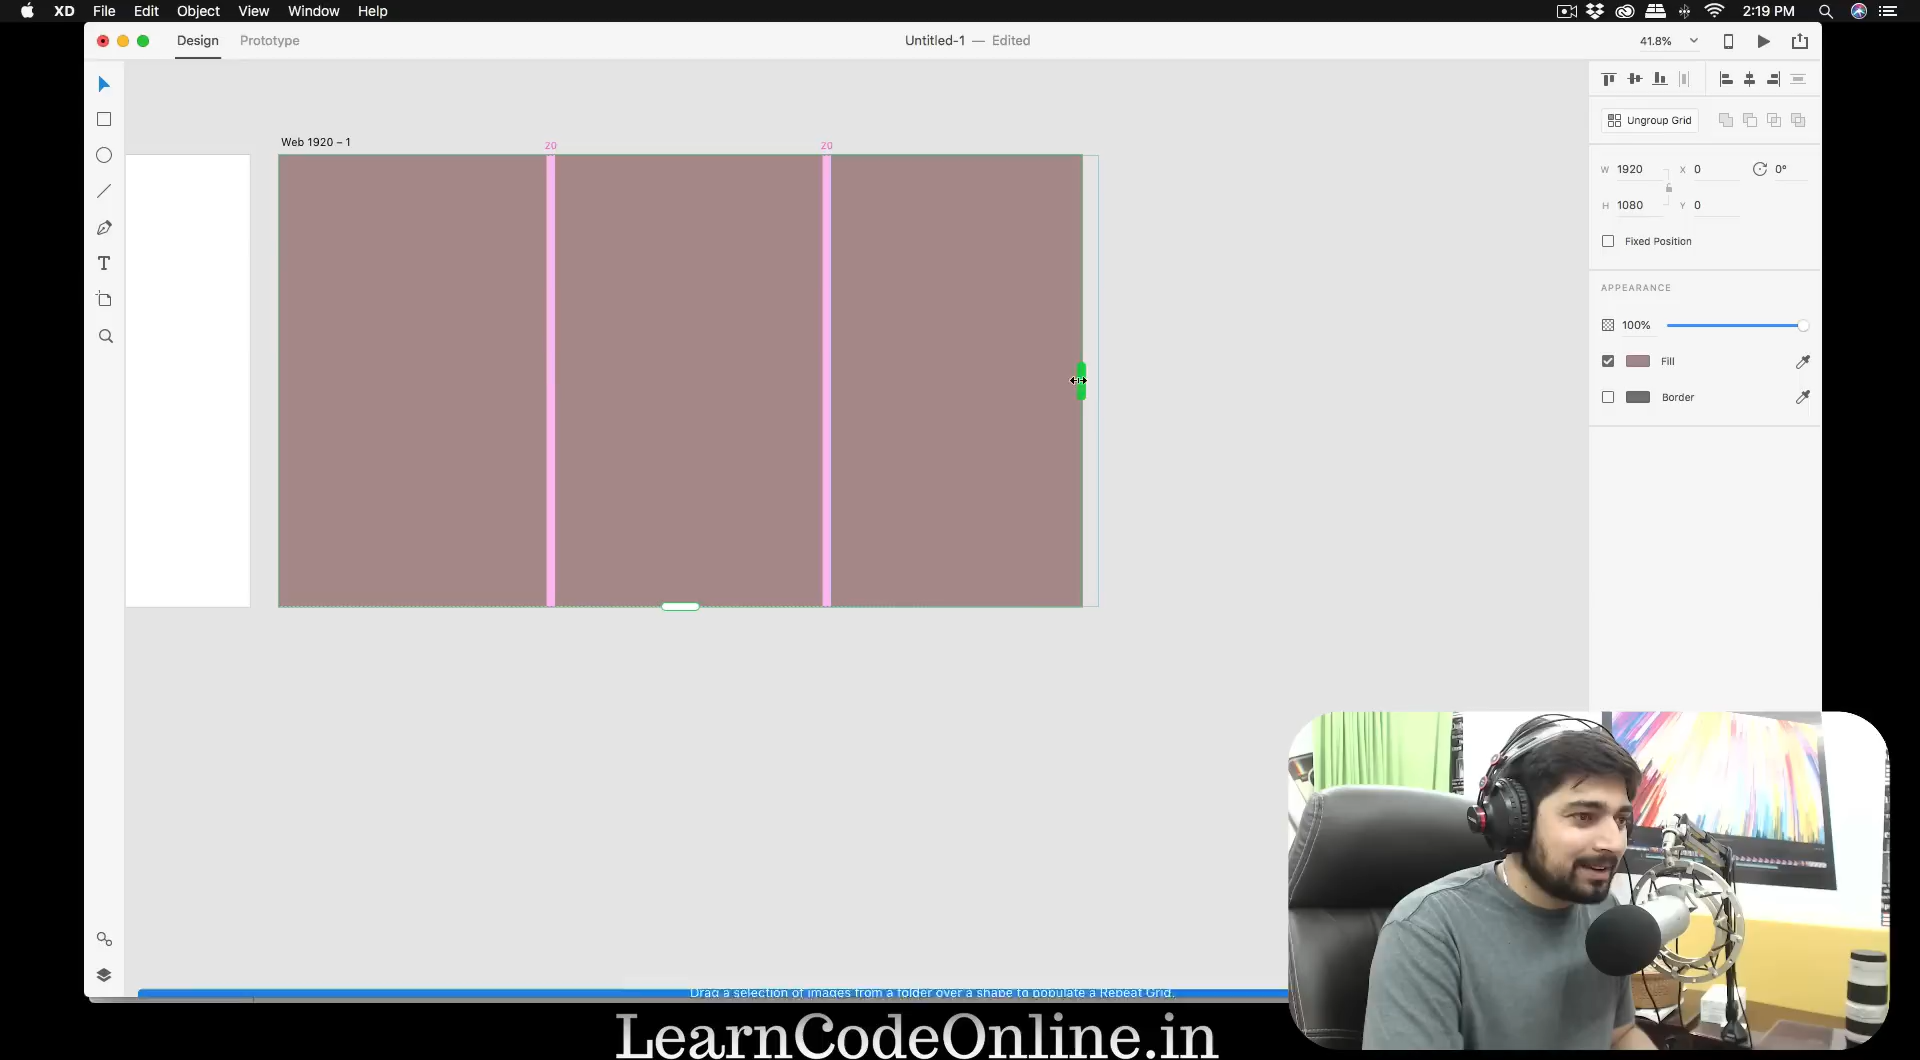 XD File Edit Object View Window Help
2:19 PM
Design Prototype
Untitled-1 — Edited
41.8%
Ungroup Grid
Web 1920 – 1
20
20
W 1920 X 0 0°
H 1080 Y 0
Fixed Position
APPEARANCE
100%
Fill
Border
Drag a selection of images from a folder over a shape to populate a Repeat Grid.
LearnCodeOnline.in